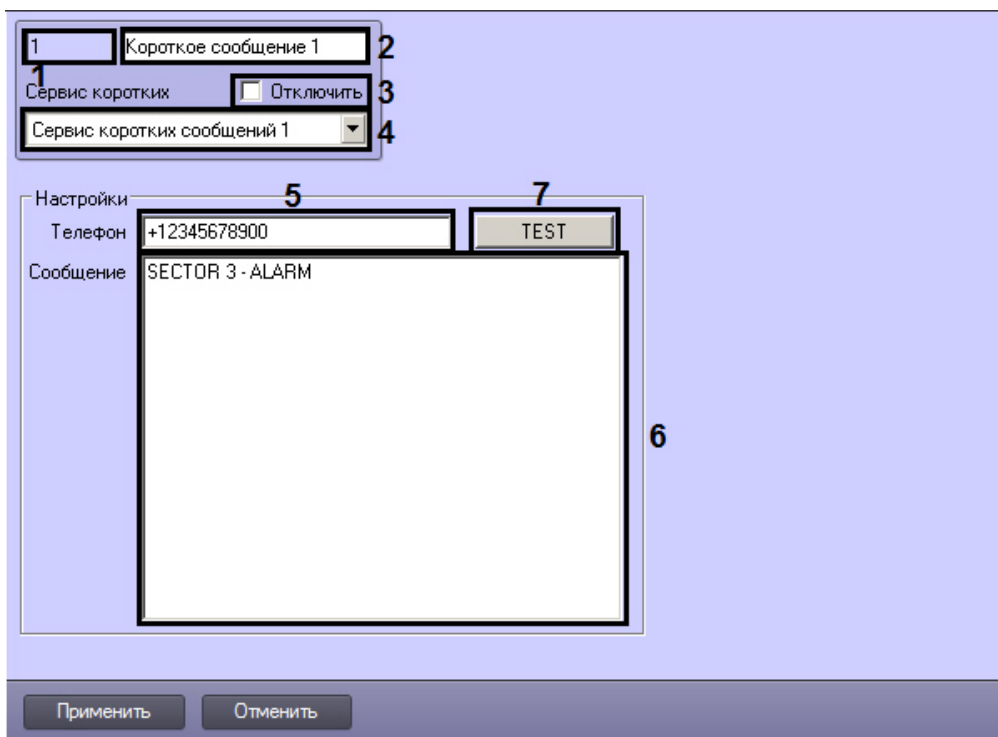 1 Короткое сообщение 1 2
1
Сервис коротких Отключить 3
Сервис коротких сообщений 1 4
Настройки 5 7
Телефон +12345678900 TEST
Сообщение SECTOR 3 - ALARM
6
Применить Отменить